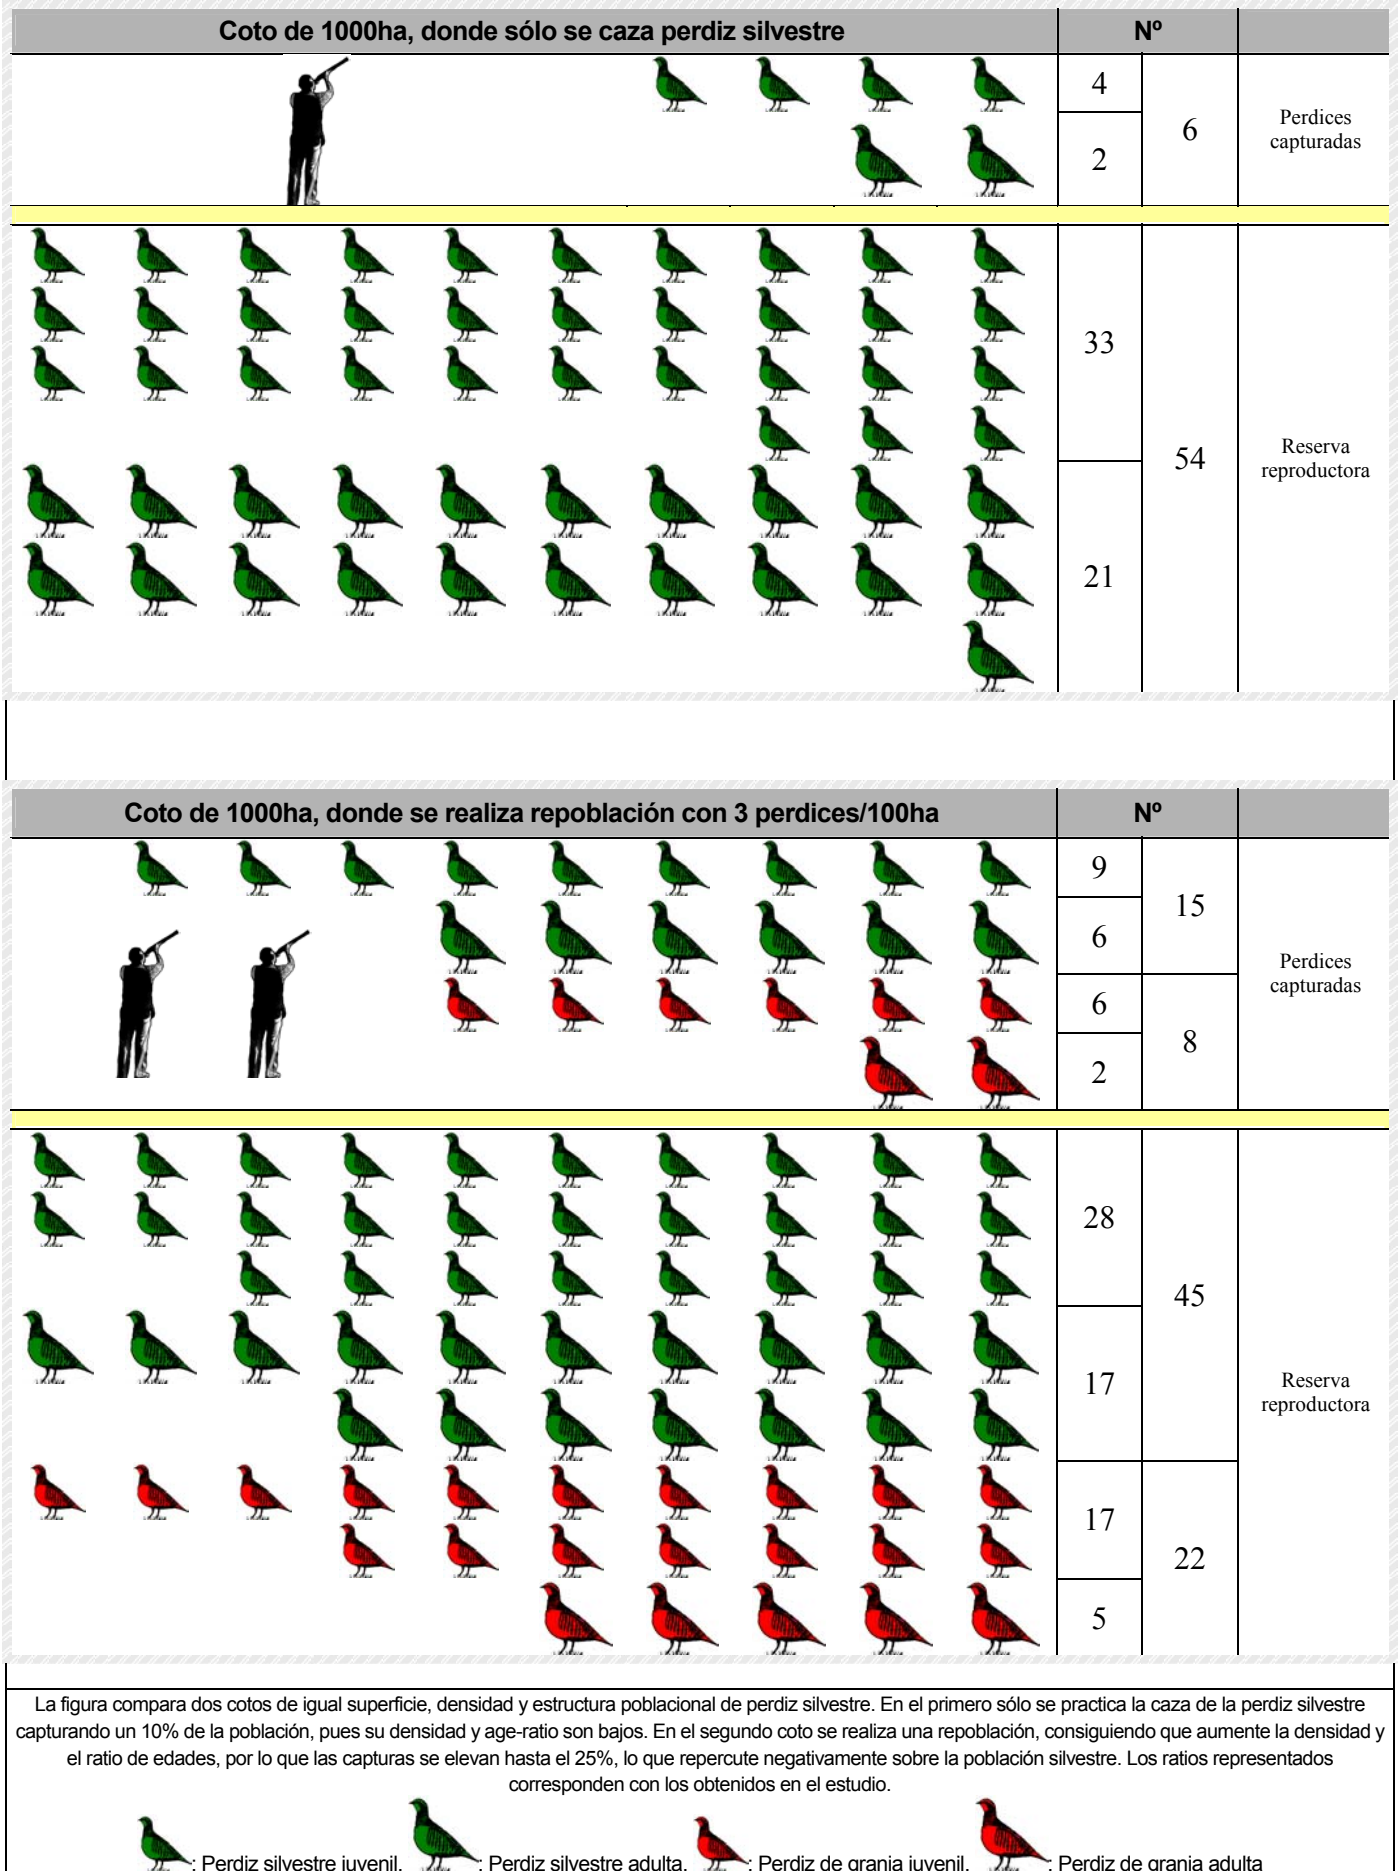 Coto de 1000ha, donde sólo se caza perdiz silvestre Nº
4
2
6
Perdices
capturadas
33
21
54
Reserva
reproductora
Coto de 1000ha, donde se realiza repoblación con 3 perdices/100ha Nº
9
6
15
6
2
8
Perdices
capturadas
28
17
45
17
5
22
Reserva
reproductora
La figura compara dos cotos de igual superficie, densidad y estructura poblacional de perdiz silvestre. En el primero sólo se practica la caza de la perdiz silvestre
capturando un 10% de la población, pues su densidad y age-ratio son bajos. En el segundo coto se realiza una repoblación, consiguiendo que aumente la densidad y
el ratio de edades, por lo que las capturas se elevan hasta el 25%, lo que repercute negativamente sobre la población silvestre. Los ratios representados
corresponden con los obtenidos en el estudio.
: Perdiz silvestre juvenil, : Perdiz silvestre adulta, : Perdiz de granja juvenil, : Perdiz de granja adulta